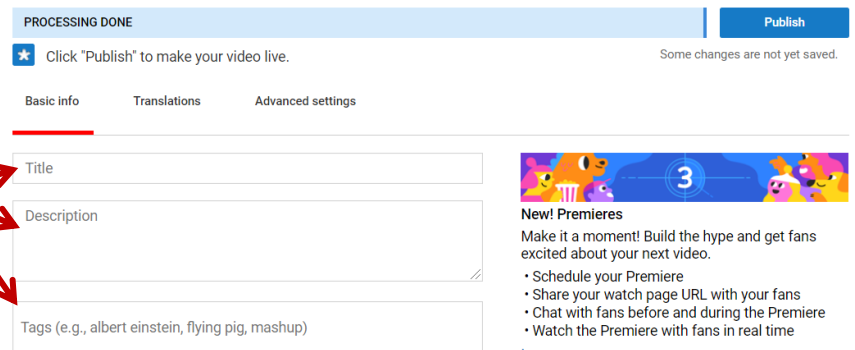 PROCESSING DONE
Publish
Click "Publish" to make your video live.
Some changes are not yet saved.
Basic info
Translations
Advanced settings
Title
Description
Tags (e.g., albert einstein, flying pig, mashup)
3
New! Premieres
Make it a moment! Build the hype and get fans
excited about your next video.
• Schedule your Premiere
• Share your watch page URL with your fans
• Chat with fans before and during the Premiere
• Watch the Premiere with fans in real time